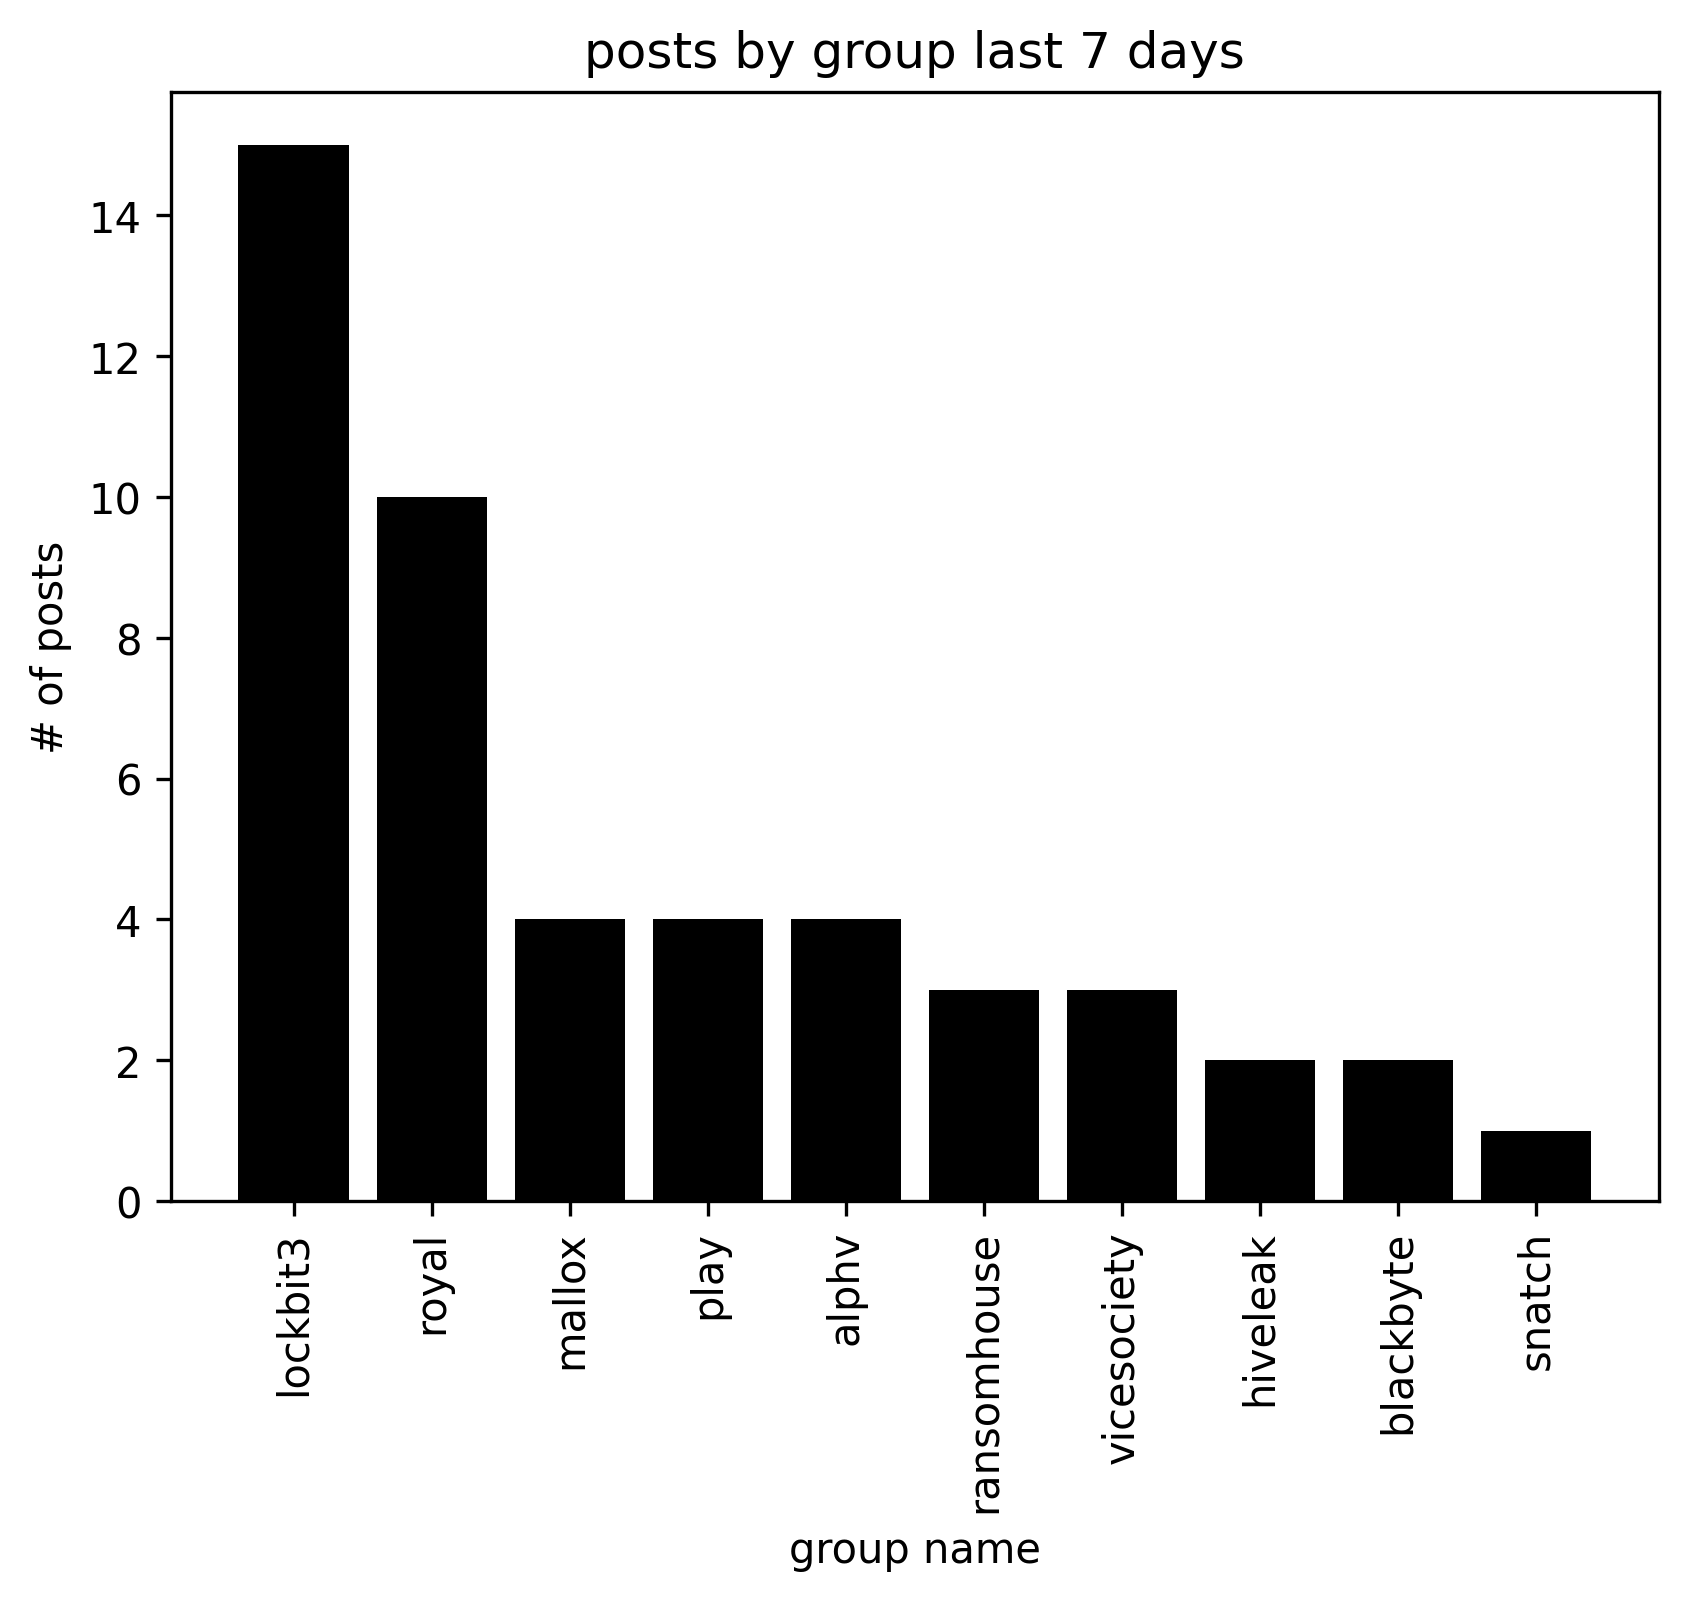 posts by group last 7 days
# of posts
14
12
10
8
6
4
2
0
lockbit3
royal
mallox
play
alphv
ransomhouse
vicesociety
hiveleak
blackbyte
snatch
group name